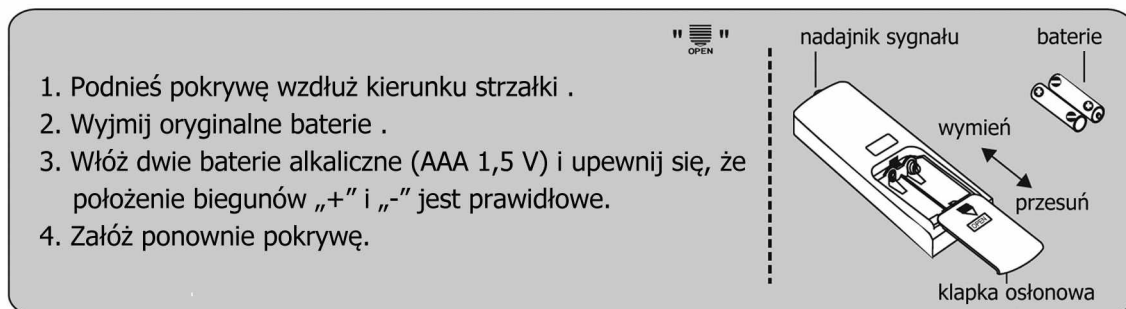 " OPEN "
1. Podnieś pokrywę wzdłuż kierunku strzałki .
2. Wyjmij oryginalne baterie .
3. Włóż dwie baterie alkaliczne (AAA 1,5 V) i upewnij się, że
położenie biegunów „+” i „-” jest prawidłowe.
4. Załóż ponownie pokrywę.
nadajnik sygnału
baterie
wymień
przesuń
OPEN
klapka osłonowa